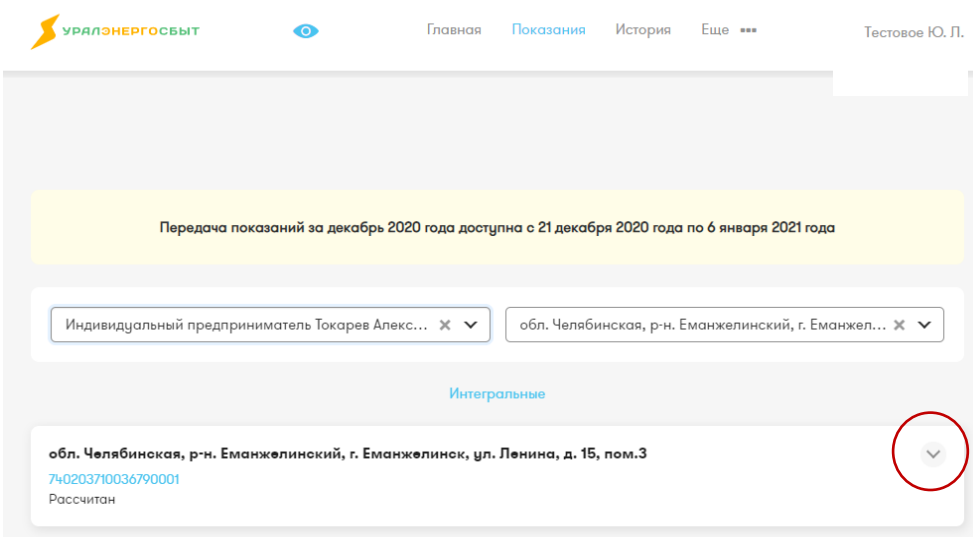 УРАЛЭНЕРГОСБЫТ
Главная Показания История Еще
Тестовое Ю. Л.
Передача показаний за декабрь 2020 года доступна с 21 декабря 2020 года по 6 января 2021 года
Индивидуальный предприниматель Токарев Алекс...
обл. Челябинская, р-н. Еманжелинский, г. Еманжел...
Интегральные
обл. Челябинская, р-н. Еманжелинский, г. Еманжелинск, ул. Ленина, д. 15, пом.3
740203710036790001
Рассчитан